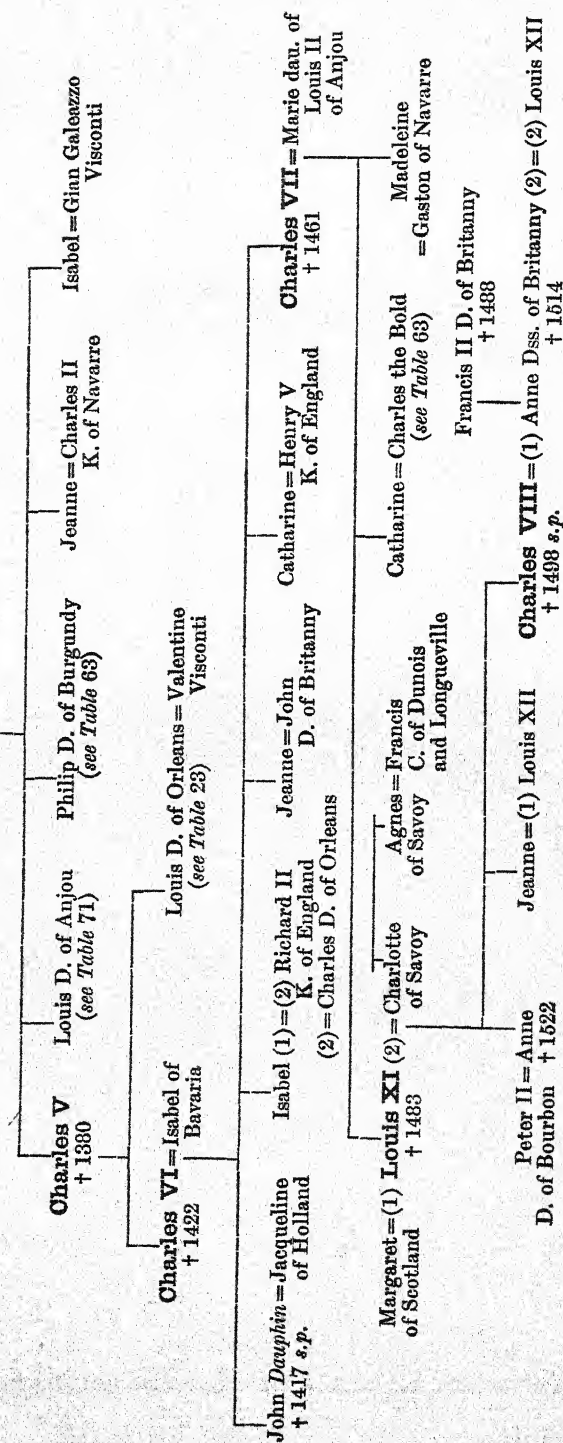 Charles V
† 1380
Louis D. of Anjou
(see Table 71)
Philip D. of Burgundy
(see Table 63)
Jeanne=Charles II
K. of Navarre
Isabel=Gian Galeazzo
Visconti
Charles VI=Isabel of
† 1422 Bavaria
Louis D. of Orleans=Valentine
(see Table 23) Visconti
John Dauphin=Jacqueline
† 1417 s.p. of Holland
Isabel (1)=(2) Richard II
K. of England
(2)=Charles D. of Orleans
Jeanne=John
D. of Britanny
Catharine=Henry V
K. of England
Charles VII=Marie dau. of
† 1461 Louis II
of Anjou
Margaret=(1) Louis XI (2)=Charlotte
of Scotland † 1483 of Savoy
Agnes=Francis
of Savoy C. of Dunois
and Longueville
Catharine=Charles the Bold
(see Table 63)
Madeleine
=Gaston of Navarre
Francis II D. of Britanny
† 1488
Peter II=Anne
D. of Bourbon † 1522
Jeanne=(1) Louis XII
Charles VIII=(1) Anne Dss. of Britanny (2)=(2) Louis XII
† 1498 s.p. † 1514